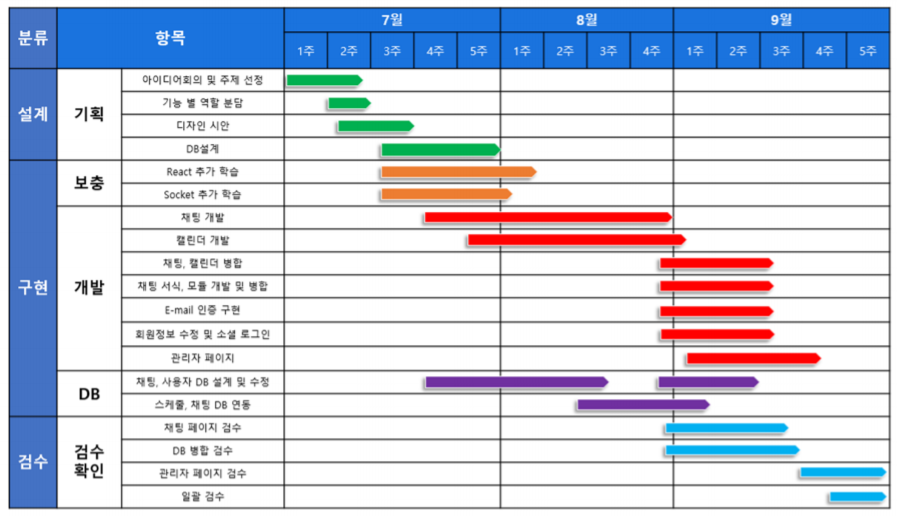 분류 항목 7월 8월 9월
1주 2주 3주 4주 5주 1주 2주 3주 4주 1주 2주 3주 4주 5주
설계 기획 아이디어회의 및 주제 선정
기능 별 역할 분담
디자인 시안
DB설계
구현 보충 React 추가 학습
Socket 추가 학습
개발 채팅 개발
캘린더 개발
채팅, 캘린더 병합
채팅 서식, 모듈 개발 및 병합
E-mail 인증 구현
회원정보 수정 및 소셜 로그인
관리자 페이지
DB 채팅, 사용자 DB 설계 및 수정
스케줄, 채팅 DB 연동
검수 검수 확인 채팅 페이지 검수
DB 병합 검수
관리자 페이지 검수
일괄 검수